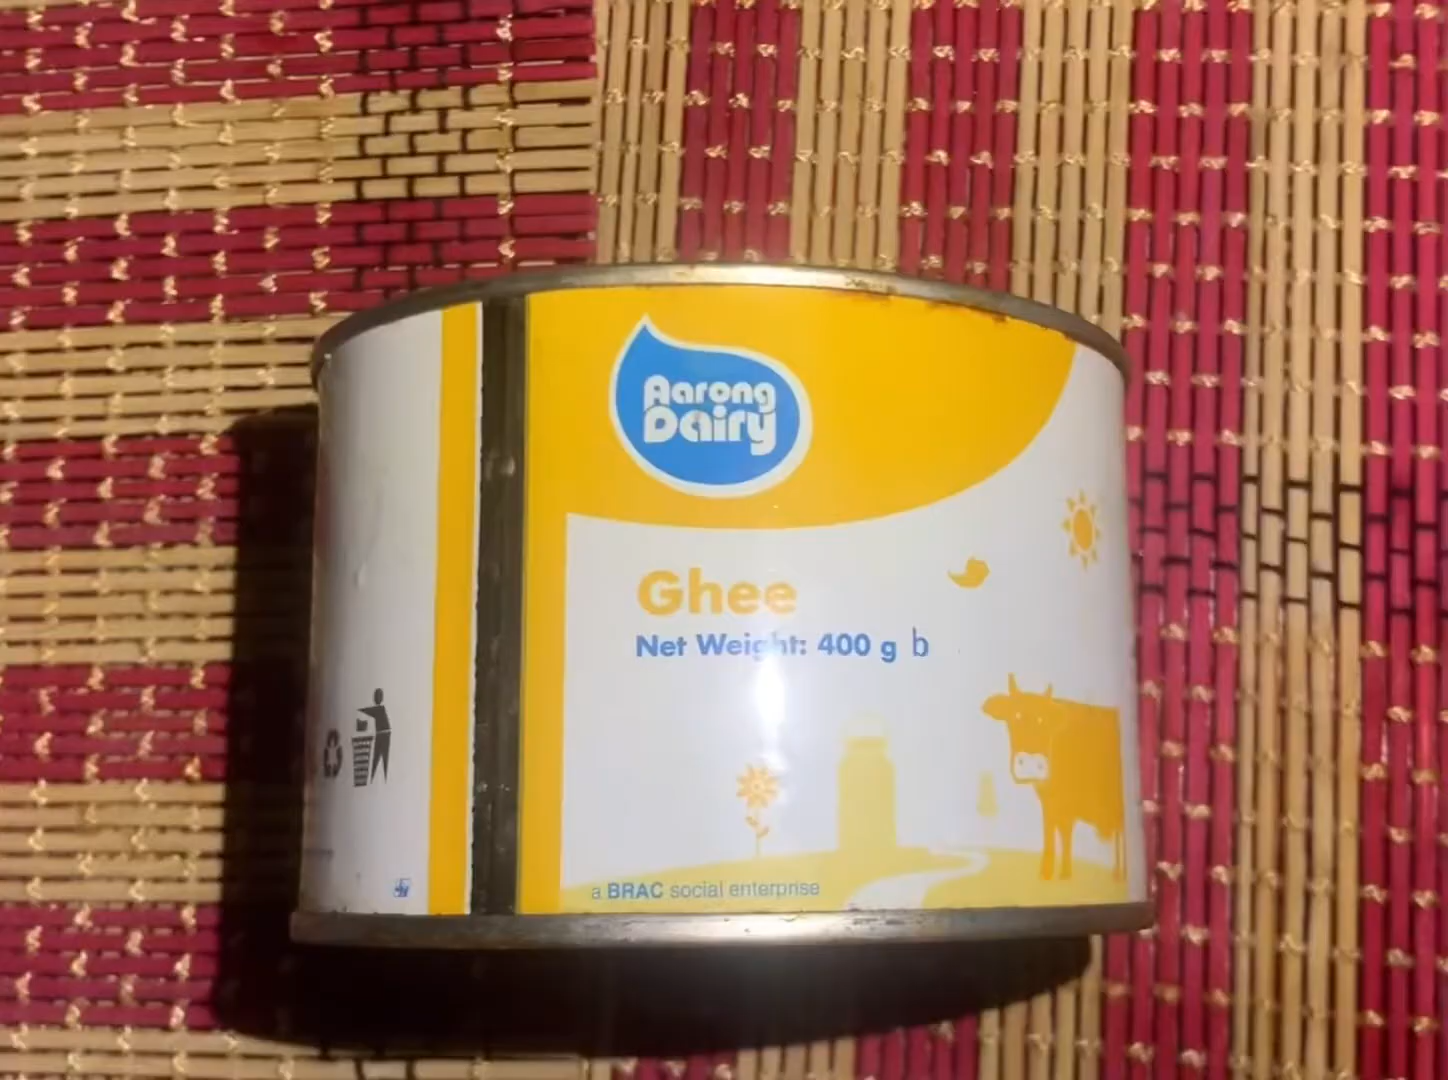 Aarong
Dairy
Ghee
Net Weight: 400 g b
a BRAC social enterprise